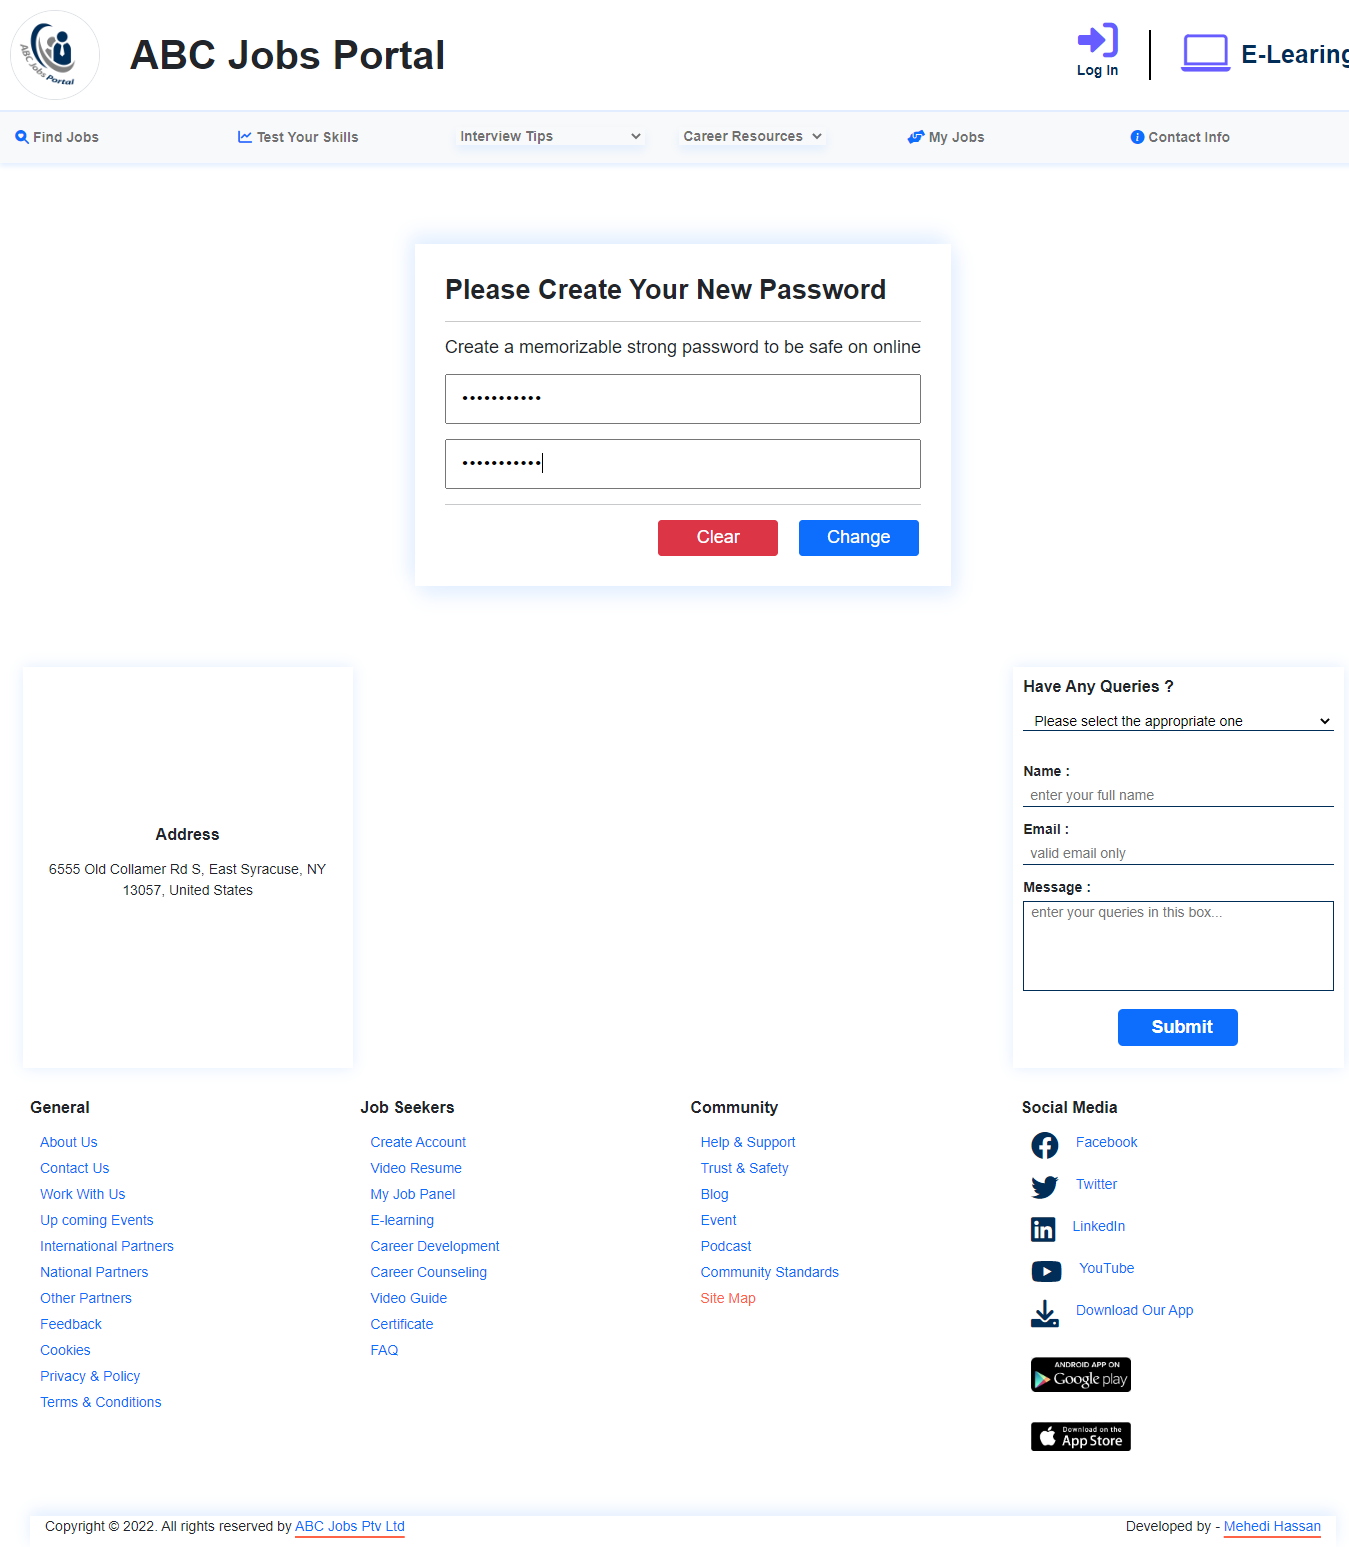 ABC Jobs Portal
ABC Jobs Portal
Log In
E-Learing
Find Jobs
Test Your Skills
Interview Tips
Career Resources
My Jobs
Contact Info
Please Create Your New Password
Create a memorizable strong password to be safe on online
•••••••••••
•••••••••••
Clear
Change
Address
6555 Old Collamer Rd S, East Syracuse, NY
13057, United States
Have Any Queries ?
Please select the appropriate one
Name :
enter your full name
Email :
valid email only
Message :
enter your queries in this box...
Submit
General
About Us
Contact Us
Work With Us
Up coming Events
International Partners
National Partners
Other Partners
Feedback
Cookies
Privacy & Policy
Terms & Conditions
Job Seekers
Create Account
Video Resume
My Job Panel
E-learning
Career Development
Career Counseling
Video Guide
Certificate
FAQ
Community
Help & Support
Trust & Safety
Blog
Event
Podcast
Community Standards
Site Map
Social Media
Facebook
Twitter
LinkedIn
YouTube
Download Our App
ANDROID APP ON
Google play
Download on the
App Store
Copyright © 2022. All rights reserved by ABC Jobs Ptv Ltd
Developed by - Mehedi Hassan